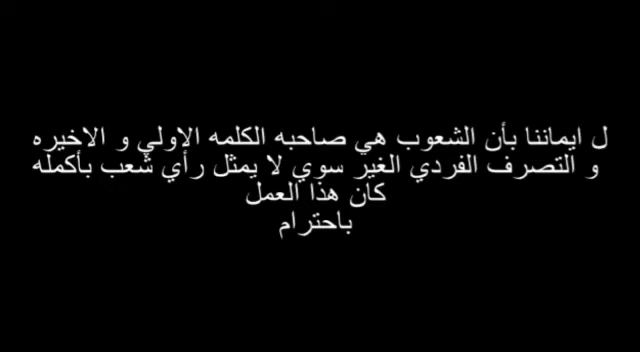 ل ايماننا بأن الشعوب هي صاحبه الكلمه الاولي و الاخيره
و التصرف الفردي الغير سوي لا يمثل رأي شعب بأكمله
كان هذا العمل
باحترام